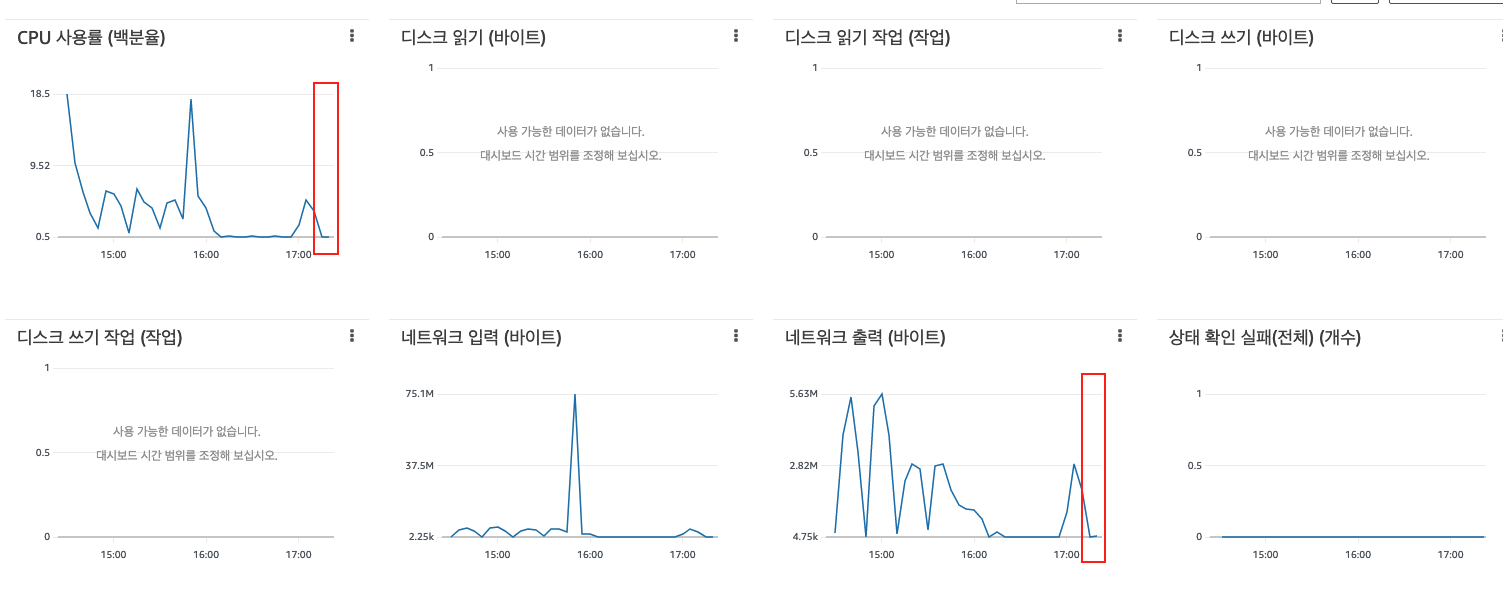 CPU 사용률 (백분율)
18.5
9.52
0.5
15:00 16:00 17:00
디스크 읽기 (바이트)
1
사용 가능한 데이터가 없습니다.
0.5
대시보드 시간 범위를 조정해 보십시오.
0
15:00 16:00 17:00
디스크 읽기 작업 (작업)
1
사용 가능한 데이터가 없습니다.
0.5
대시보드 시간 범위를 조정해 보십시오.
0
15:00 16:00 17:00
디스크 쓰기 (바이트)
1
사용 가능한 데이터가 없습니다.
0.5
대시보드 시간 범위를 조정해 보십시오.
0
15:00 16:00 17:00
디스크 쓰기 작업 (작업)
1
사용 가능한 데이터가 없습니다.
0.5
대시보드 시간 범위를 조정해 보십시오.
0
15:00 16:00 17:00
네트워크 입력 (바이트)
75.1M
37.5M
2.25k
15:00 16:00 17:00
네트워크 출력 (바이트)
5.63M
2.82M
4.75k
15:00 16:00 17:00
상태 확인 실패(전체) (개수)
1
0.5
0
15:00 16:00 17:00